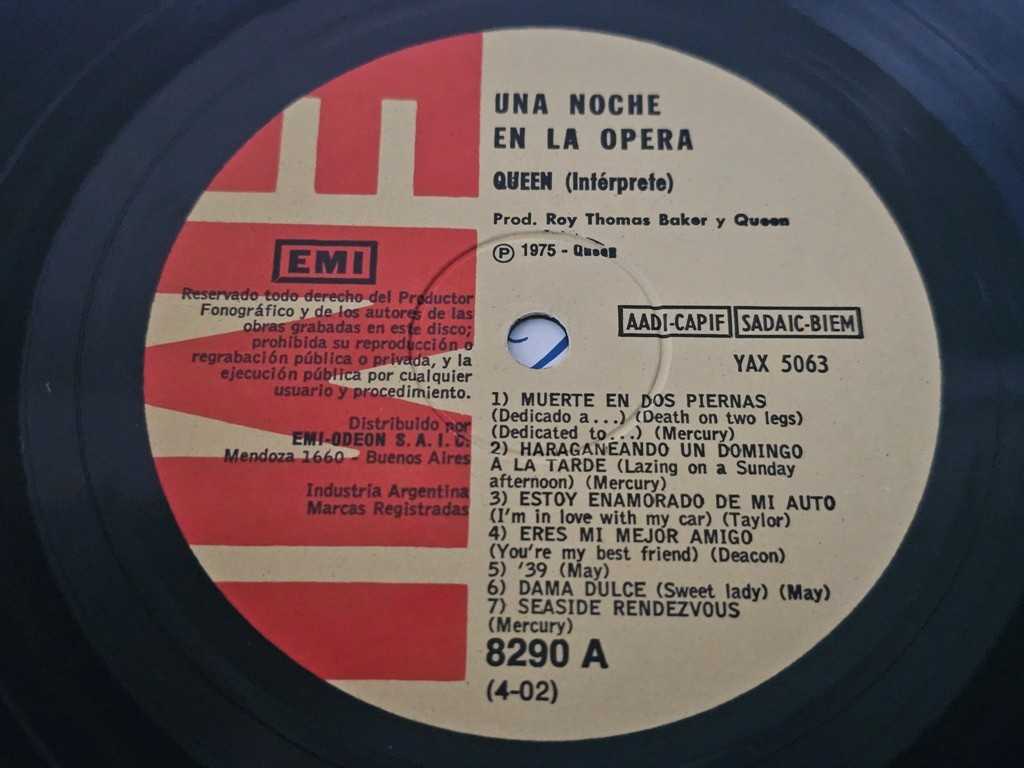 UNA NOCHE
EN LA OPERA
QUEEN (Intérprete)
Prod. Roy Thomas Baker y Queen
Ⓟ 1975 - Queen
EMI
Reservado todo derecho del Productor
Fonográfico y de los autores de las
obras grabadas en este disco;
prohibida su reproducción o
regrabación pública o privada, y la
ejecución pública por cualquier
usuario y procedimiento.
Distribuido por
EMI-ODEON S.A.I.C.
Mendoza 1660 - Buenos Aires
Industria Argentina
Marcas Registradas
AADI-CAPIF SADAIC-BIEM
YAX 5063
1) MUERTE EN DOS PIERNAS
(Dedicado a...) (Death on two legs)
(Dedicated to...) (Mercury)
2) HARAGANEANDO UN DOMINGO
A LA TARDE (Lazing on a Sunday
afternoon) (Mercury)
3) ESTOY ENAMORADO DE MI AUTO
(I'm in love with my car) (Taylor)
4) ERES MI MEJOR AMIGO
(You're my best friend) (Deacon)
5) '39 (May)
6) DAMA DULCE (Sweet lady) (May)
7) SEASIDE RENDEZVOUS
(Mercury)
8290 A
(4-02)
EMI